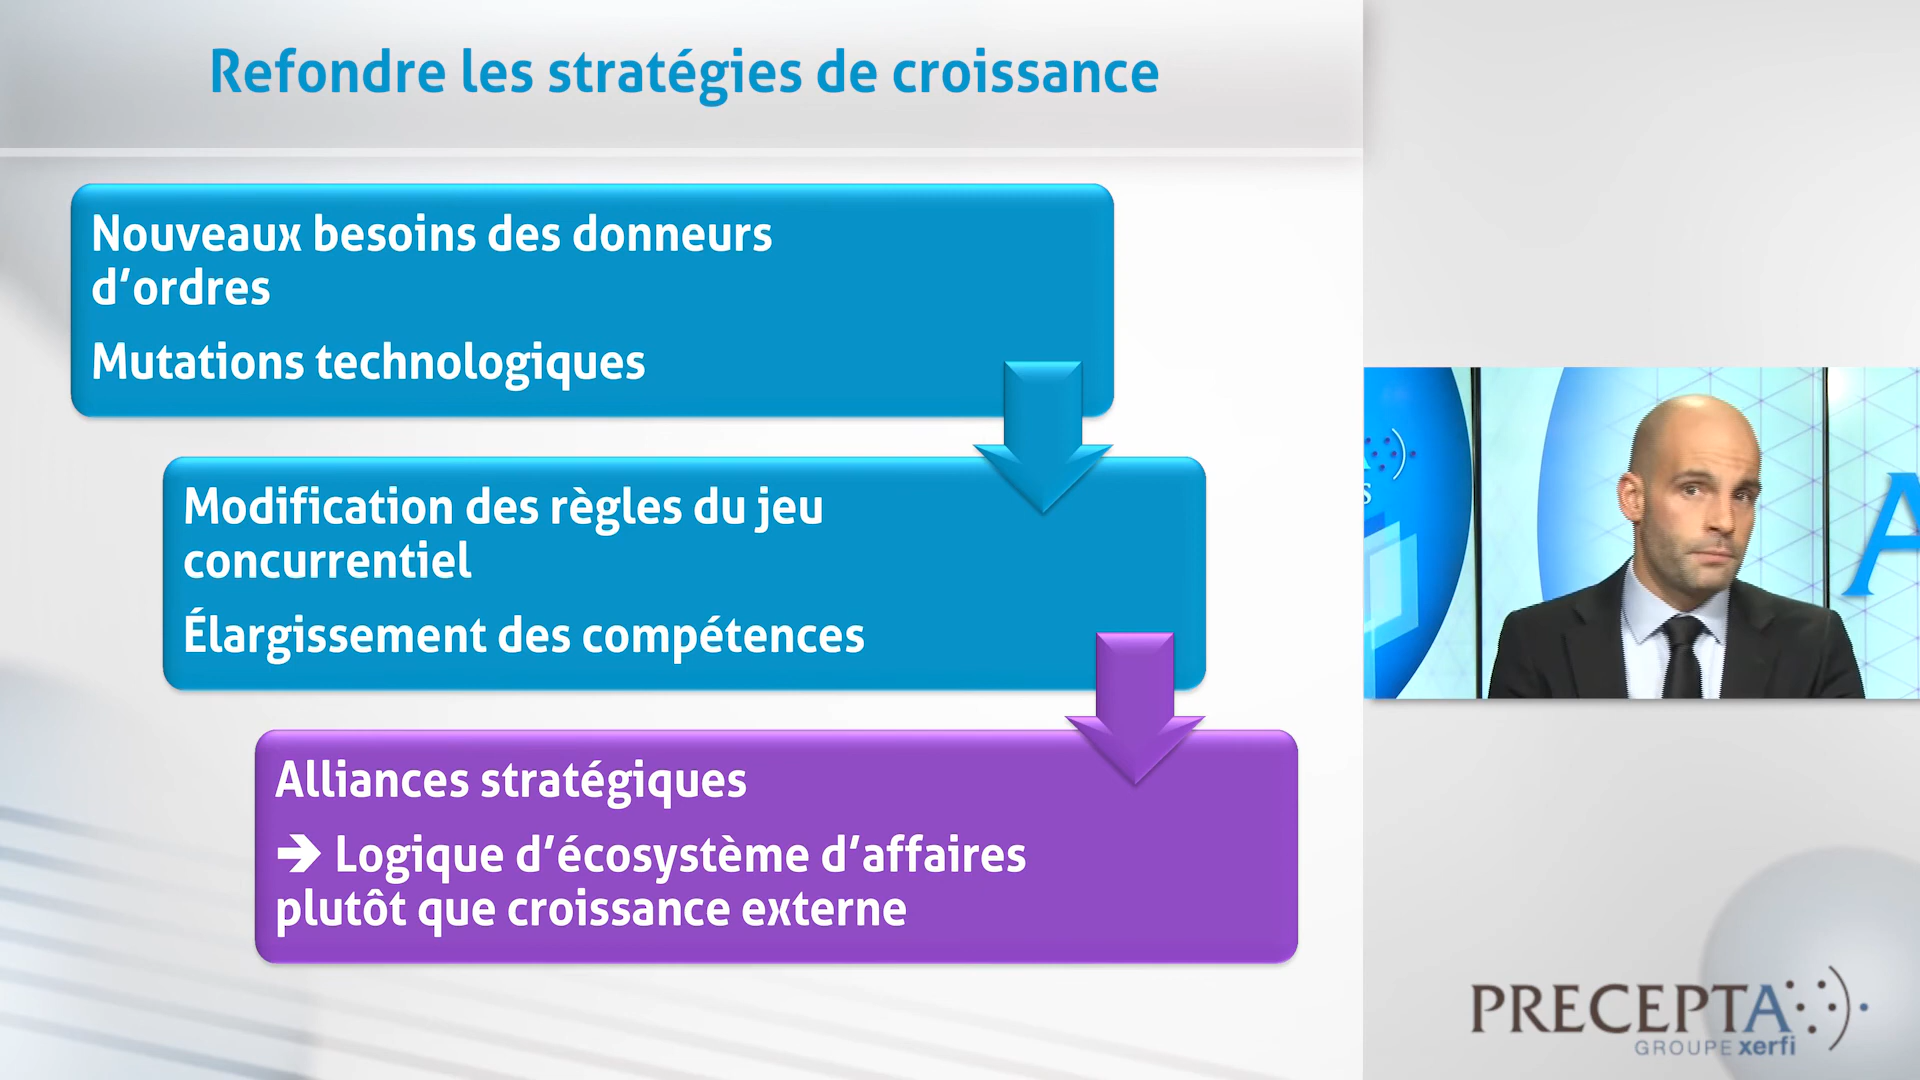 Refondre les stratégies de croissance
Nouveaux besoins des donneurs
d’ordres
Mutations technologiques
Modification des règles du jeu
concurrentiel
Élargissement des compétences
Alliances stratégiques
➔ Logique d’écosystème d’affaires
plutôt que croissance externe
PRECEPTA
GROUPE xerfi